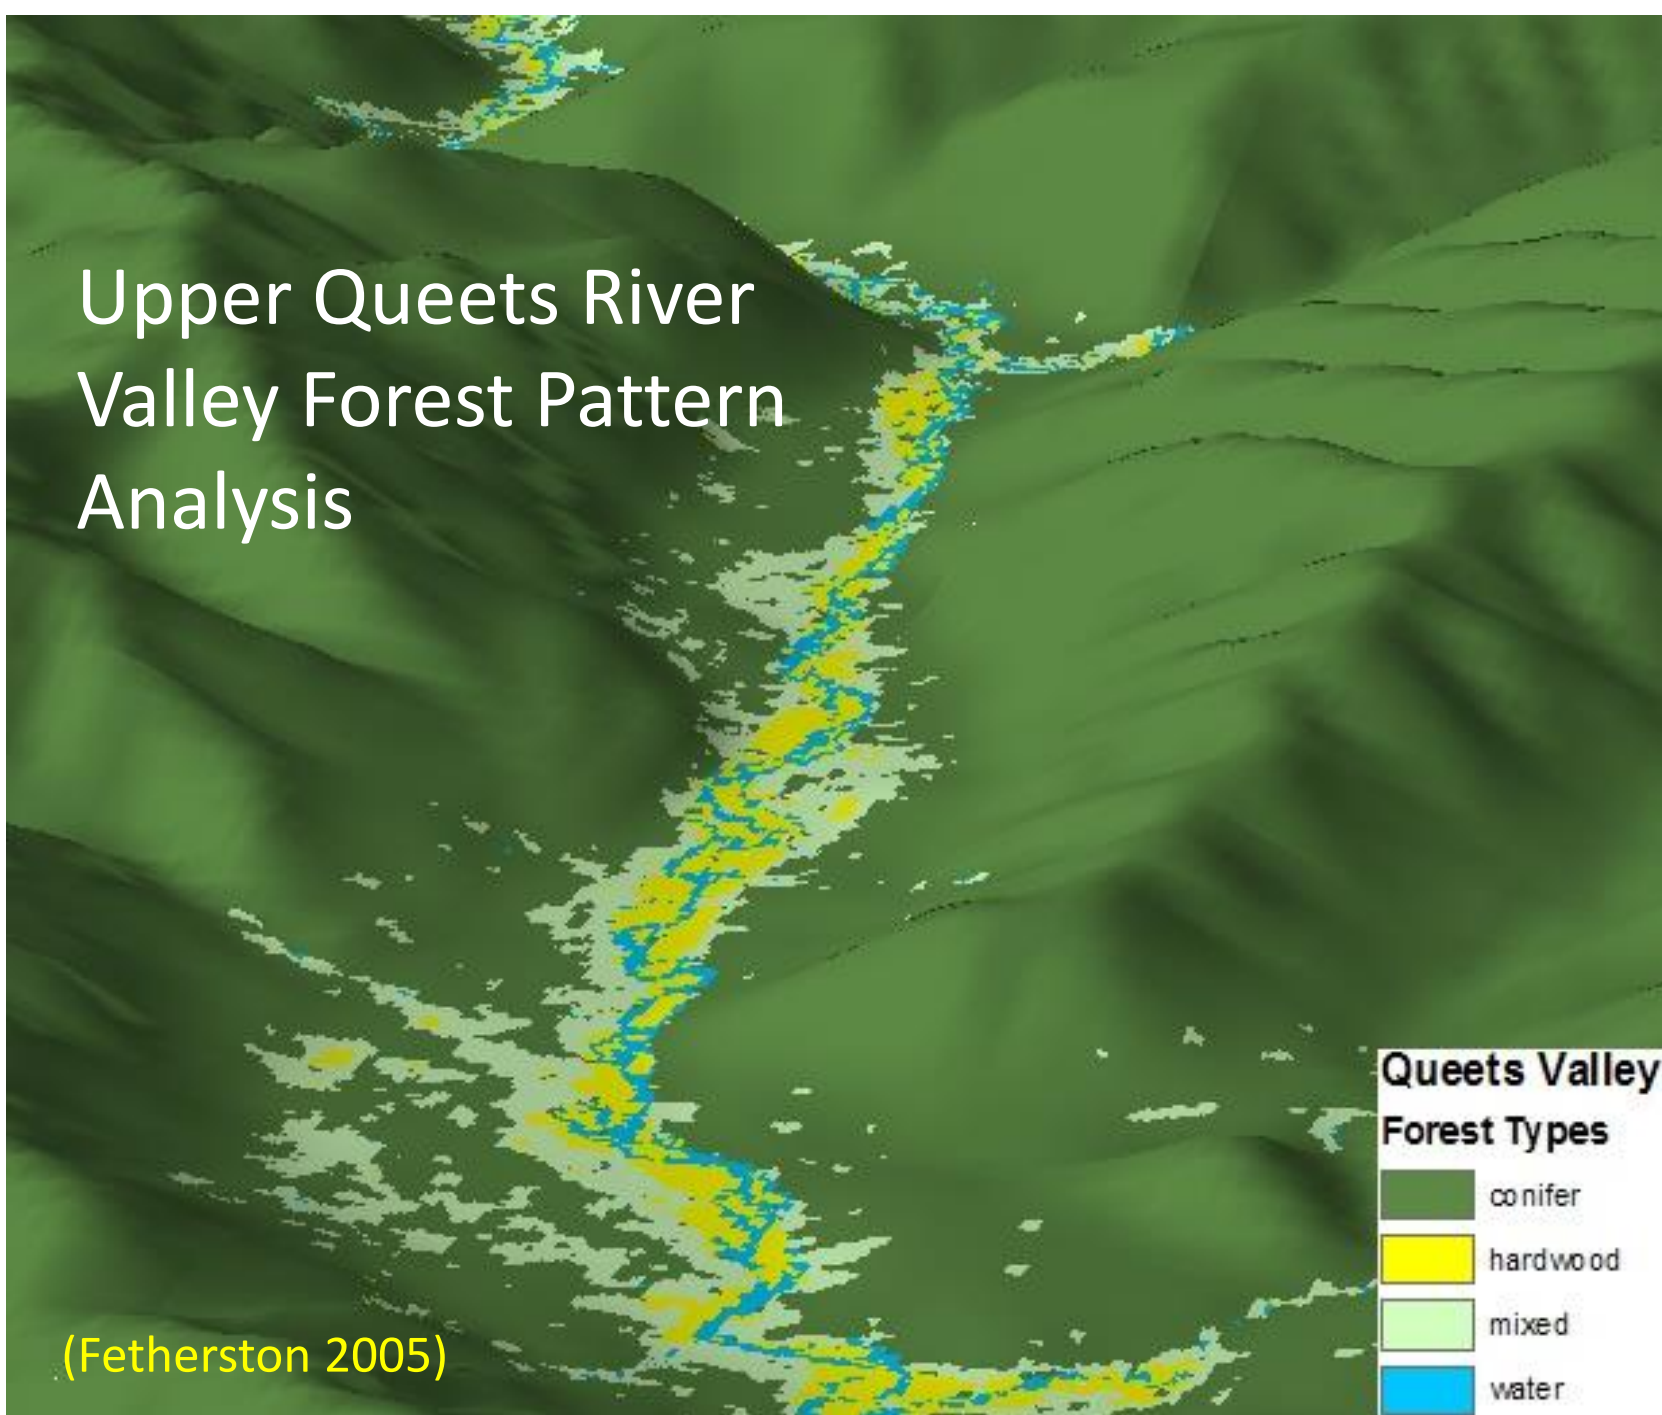 Upper Queets River
Valley Forest Pattern
Analysis
(Fetherston 2005)
Queets Valley
Forest Types
conifer
hardwood
mixed
water